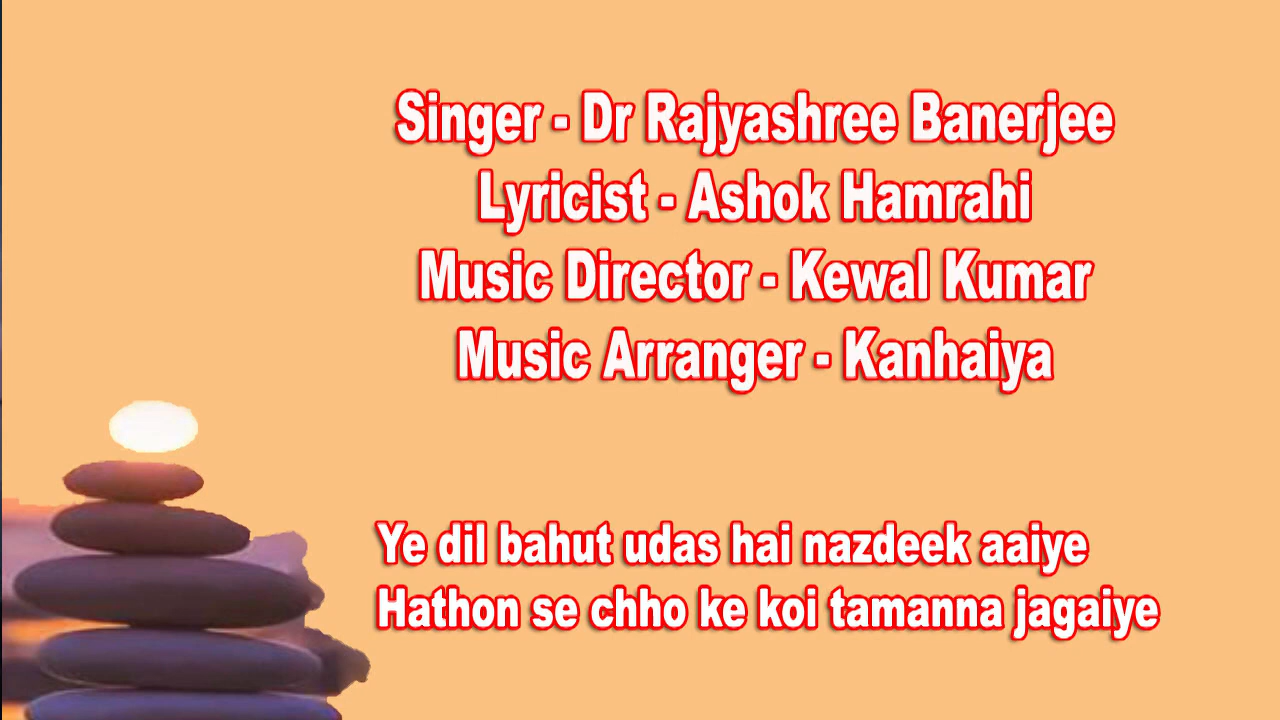 Singer - Dr Rajyashree Banerjee
Lyricist - Ashok Hamrahi
Music Director - Kewal Kumar
Music Arranger - Kanhaiya
Ye dil bahut udas hai nazdeek aaiye
Hathon se chho ke koi tamanna jagaiye